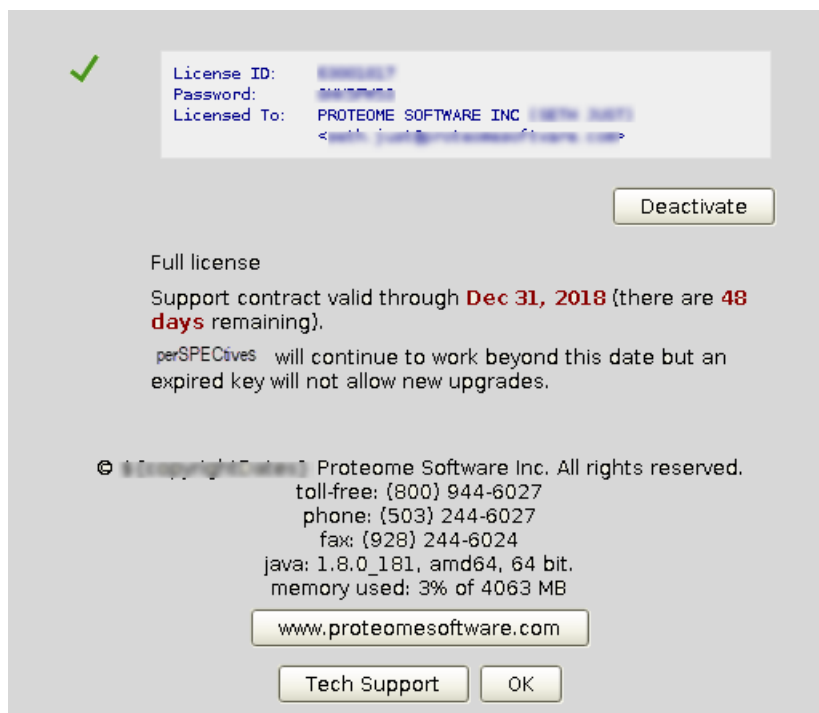 License ID:
Password:
Licensed To: PROTEOME SOFTWARE INC
Deactivate
Full license
Support contract valid through Dec 31, 2018 (there are 48
days remaining).
perSPECtives will continue to work beyond this date but an
expired key will not allow new upgrades.
© Proteome Software Inc. All rights reserved.
toll-free: (800) 944-6027
phone: (503) 244-6027
fax: (928) 244-6024
java: 1.8.0_181, amd64, 64 bit.
memory used: 3% of 4063 MB
www.proteomesoftware.com
Tech Support OK